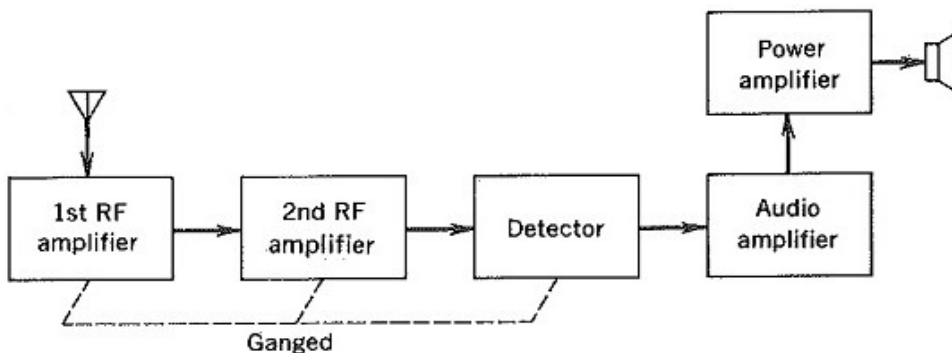 1st RF
amplifier
2nd RF
amplifier
Detector
Audio
amplifier
Power
amplifier
Ganged